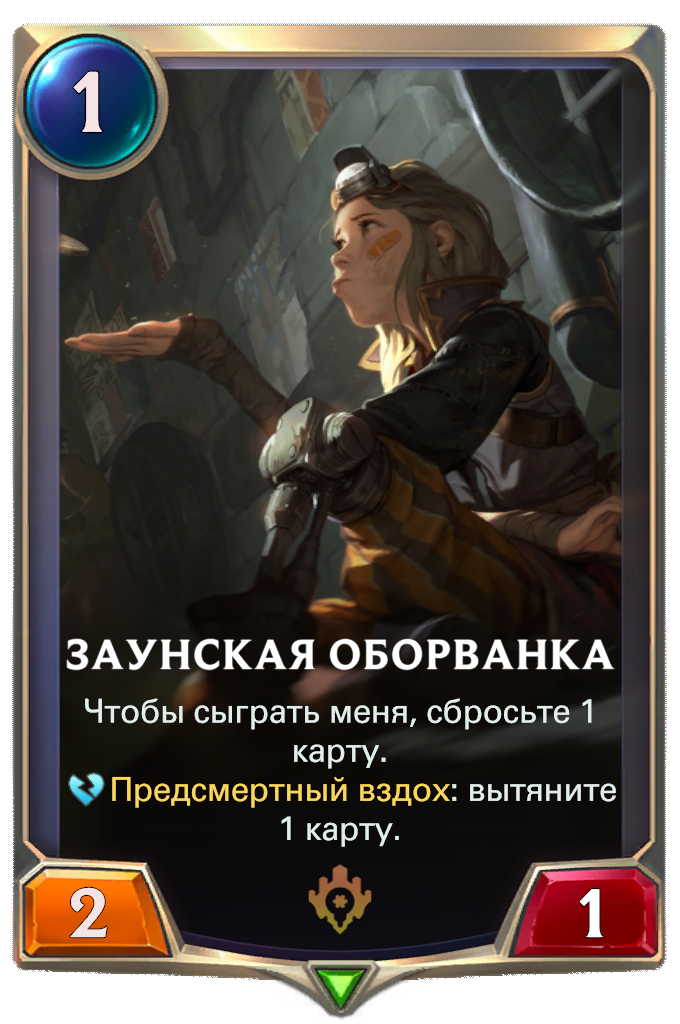 1
ЗАУНСКАЯ ОБОРВАНКА
Чтобы сыграть меня, сбросьте 1
карту.
Предсмертный вздох: вытяните
1 карту.
2
1